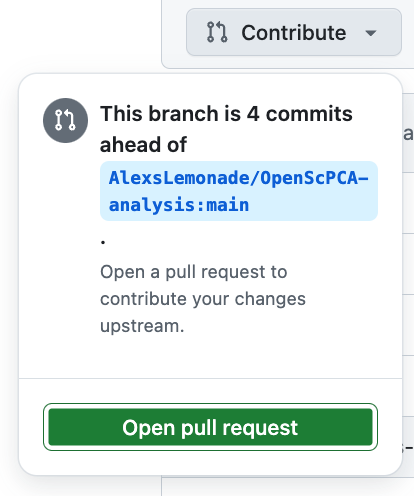 Contribute
This branch is 4 commits
ahead of
AlexsLemonade/OpenScPCA-
analysis:main
.
Open a pull request to
contribute your changes
upstream.
Open pull request